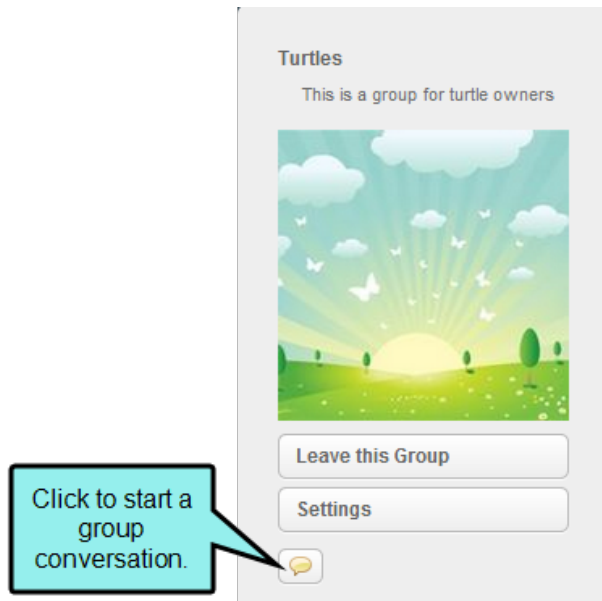 Turtles
This is a group for turtle owners
Leave this Group
Settings
Click to start a
group
conversation.